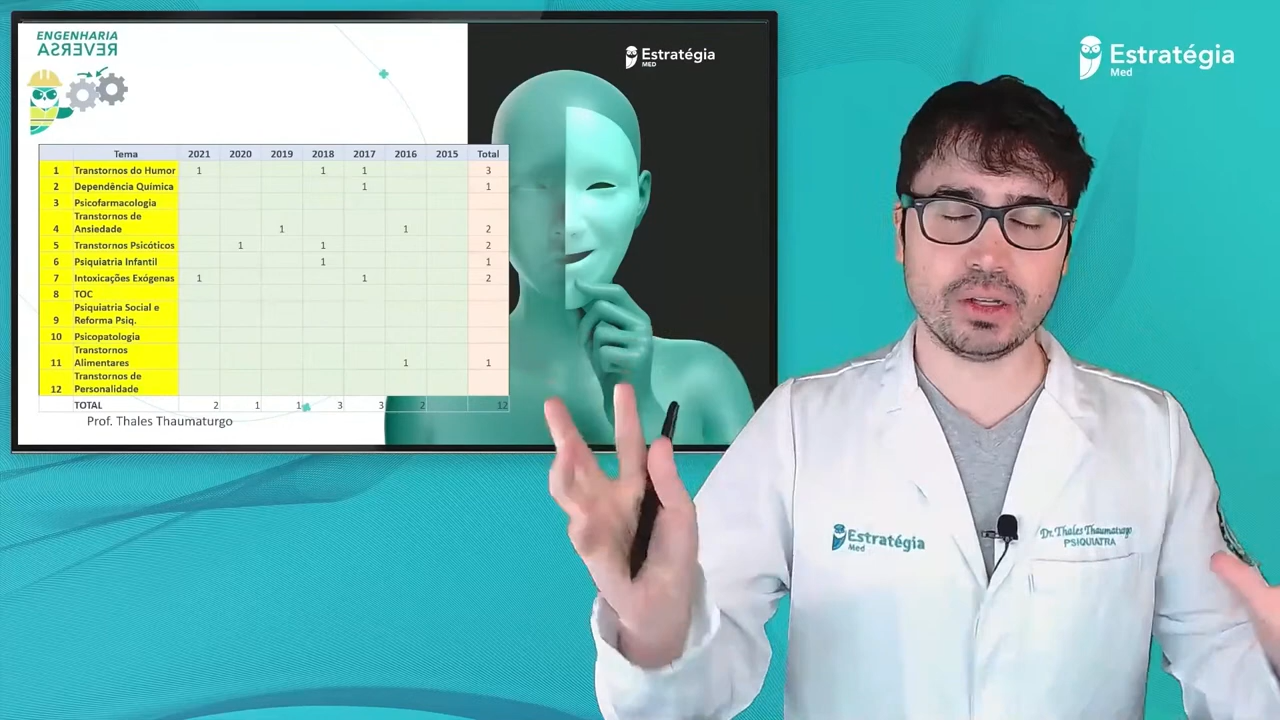 ENGENHARIA
REVERSA
Estratégia
MED
Estratégia
Med
Tema 2021 2020 2019 2018 2017 2016 2015 Total
1 Transtornos do Humor 1 1 1 3
2 Dependência Química 1 1
3 Psicofarmacologia
Transtornos de
4 Ansiedade 1 1 2
5 Transtornos Psicóticos 1 1 2
6 Psiquiatria Infantil 1 1
7 Intoxicações Exógenas 1 1 2
8 TOC
Psiquiatria Social e
9 Reforma Psiq.
10 Psicopatologia
Transtornos
11 Alimentares 1 1
Transtornos de
12 Personalidade
TOTAL 2 1 1 3 3 2 12
Prof. Thales Thaumaturgo
Estratégia
Med
Dr. Thales Thaumaturgo
PSIQUIATRA